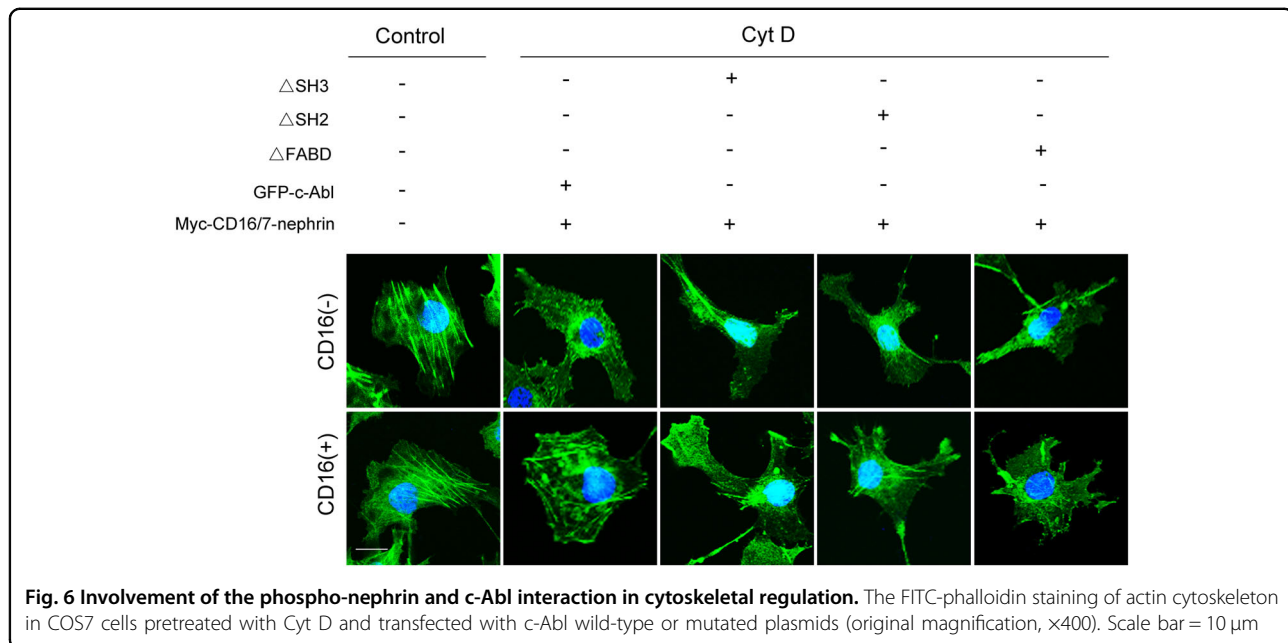 Control Cyt D
△SH3 - - + - -
△SH2 - - - + -
△FABD - - - - +
GFP-c-Abl - + - - -
Myc-CD16/7-nephrin - + + + +
CD16(-)
CD16(+)
Fig. 6 Involvement of the phospho-nephrin and c-Abl interaction in cytoskeletal regulation. The FITC-phalloidin staining of actin cytoskeleton
in COS7 cells pretreated with Cyt D and transfected with c-Abl wild-type or mutated plasmids (original magnification, ×400). Scale bar = 10 μm